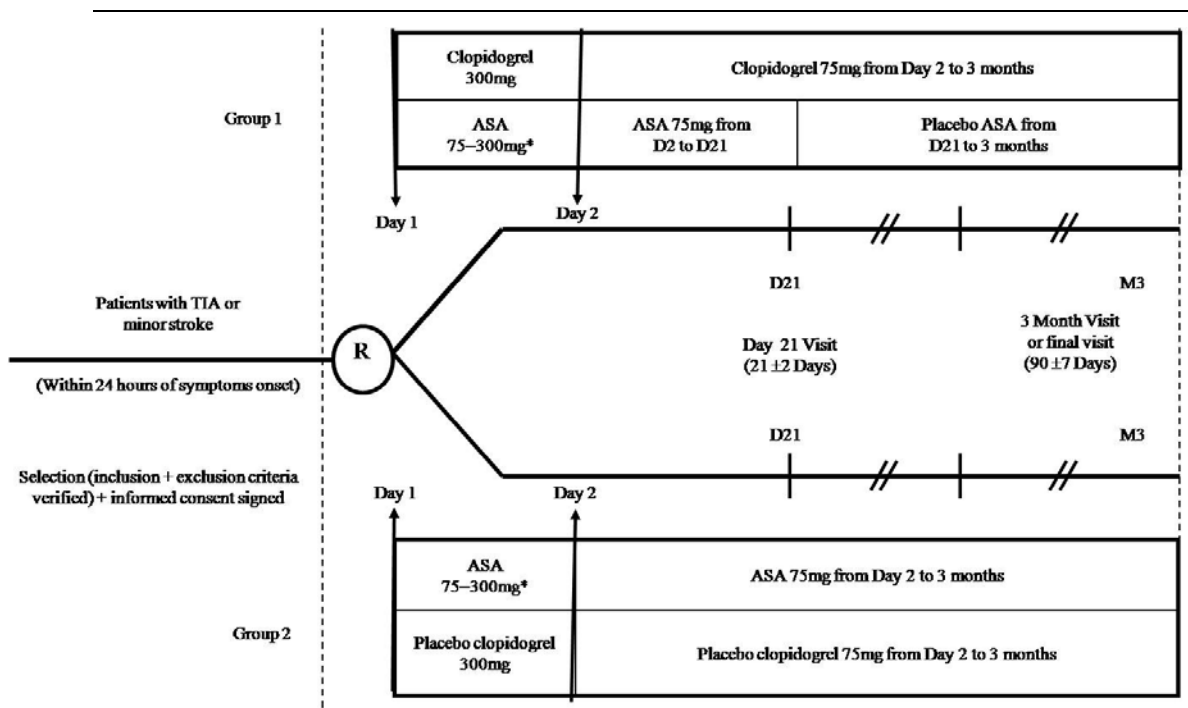 Clopidogrel
300mg
Clopidogrel 75mg from Day 2 to 3 months
Group 1
ASA
75–300mg*
ASA 75mg from
D2 to D21
Placebo ASA from
D21 to 3 months
Day 1
Day 2
D21
M3
Patients with TIA or
minor stroke
R
(Within 24 hours of symptoms onset)
Day 21 Visit
(21 ±2 Days)
3 Month Visit
or final visit
(90 ±7 Days)
D21
M3
Selection (inclusion + exclusion criteria
verified) + informed consent signed
Day 1
Day 2
ASA
75–300mg*
ASA 75mg from Day 2 to 3 months
Group 2
Placebo clopidogrel
300mg
Placebo clopidogrel 75mg from Day 2 to 3 months